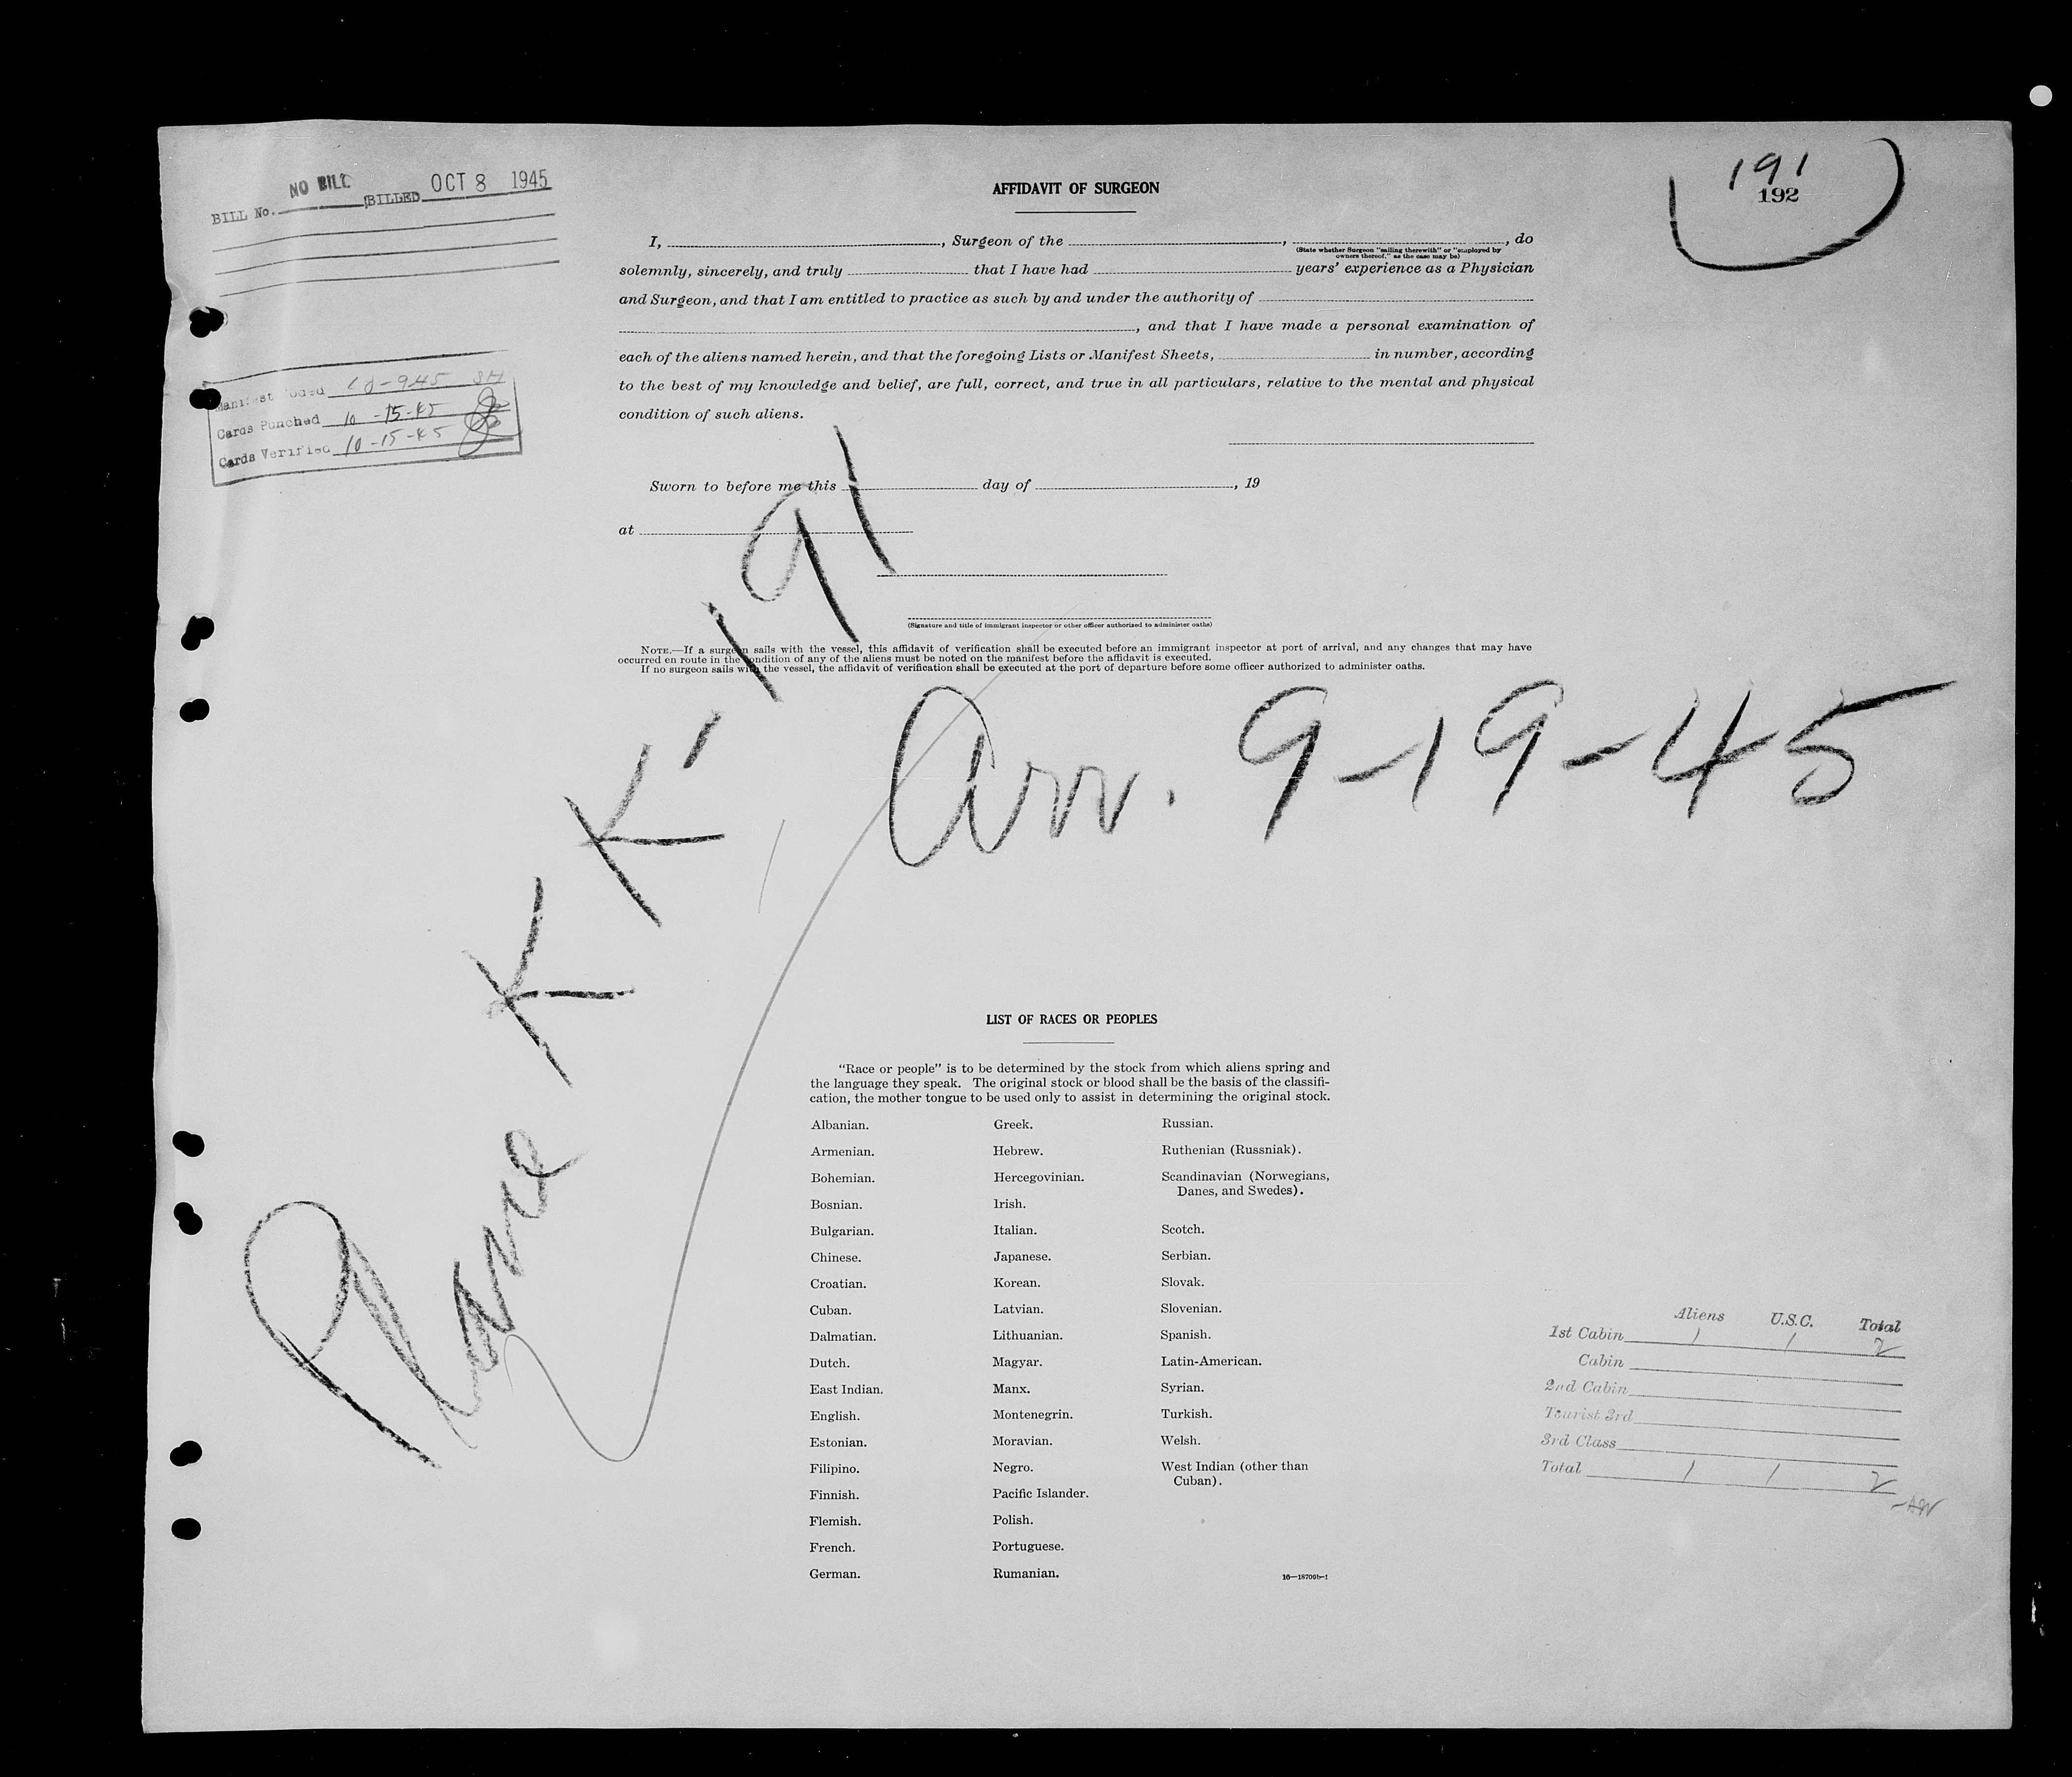 BILL No. NO BILL BILLED OCT 8 1945
AFFIDAVIT OF SURGEON
191
192
I, , Surgeon of the , , do
(State whether Surgeon "sailing therewith" or "employed by
owners thereof," as the case may be)
solemnly, sincerely, and truly that I have had years' experience as a Physician
and Surgeon, and that I am entitled to practice as such by and under the authority of
, and that I have made a personal examination of
each of the aliens named herein, and that the foregoing Lists or Manifest Sheets, in number, according
to the best of my knowledge and belief, are full, correct, and true in all particulars, relative to the mental and physical
condition of such aliens.
Manifest
Cards Punched 10-15-45
Cards Verified 10-15-45
Sworn to before me this day of , 19
at
(Signature and title of immigrant inspector or other officer authorized to administer oaths)
NOTE.—If a surgeon sails with the vessel, this affidavit of verification shall be executed before an immigrant inspector at port of arrival, and any changes that may have
occurred en route in the condition of any of the aliens must be noted on the manifest before the affidavit is executed.
If no surgeon sails with the vessel, the affidavit of verification shall be executed at the port of departure before some officer authorized to administer oaths.
Plane KK-191
Arr. 9-19-45
LIST OF RACES OR PEOPLES
"Race or people" is to be determined by the stock from which aliens spring and
the language they speak. The original stock or blood shall be the basis of the classifi-
cation, the mother tongue to be used only to assist in determining the original stock.
Albanian.
Armenian.
Bohemian.
Bosnian.
Bulgarian.
Chinese.
Croatian.
Cuban.
Dalmatian.
Dutch.
East Indian.
English.
Estonian.
Filipino.
Finnish.
Flemish.
French.
German.
Greek.
Hebrew.
Hercegovinian.
Irish.
Italian.
Japanese.
Korean.
Latvian.
Lithuanian.
Magyar.
Manx.
Montenegrin.
Moravian.
Negro.
Pacific Islander.
Polish.
Portuguese.
Rumanian.
Russian.
Ruthenian (Russniak).
Scandinavian (Norwegians,
Danes, and Swedes).
Scotch.
Serbian.
Slovak.
Slovenian.
Spanish.
Latin-American.
Syrian.
Turkish.
Welsh.
West Indian (other than
Cuban).
16—18709b-1
Aliens U.S.C. Total
1st Cabin 1 1 2
Cabin
2nd Cabin
Tourist 3rd
3rd Class
Total 1 1 2